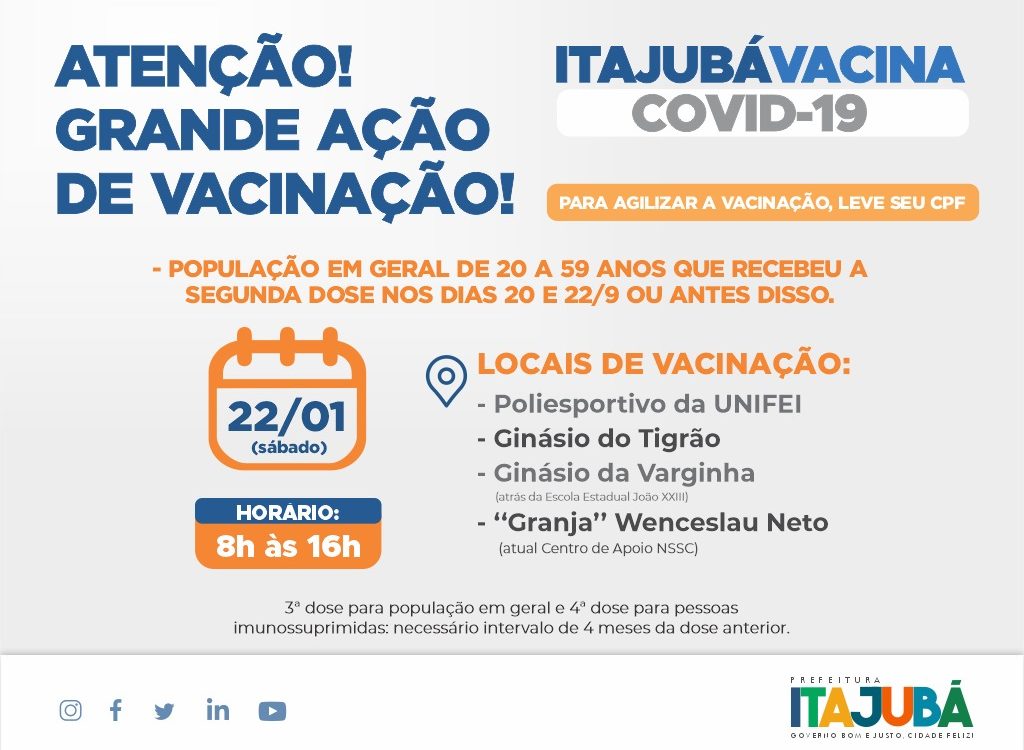 ATENÇÃO!
GRANDE AÇÃO
DE VACINAÇÃO!
ITAJUBÁVACINA
COVID-19
PARA AGILIZAR A VACINAÇÃO, LEVE SEU CPF
- POPULAÇÃO EM GERAL DE 20 A 59 ANOS QUE RECEBEU A
SEGUNDA DOSE NOS DIAS 20 E 22/9 OU ANTES DISSO.
22/01
(sábado)
HORÁRIO:
8h às 16h
LOCAIS DE VACINAÇÃO:
- Poliesportivo da UNIFEI
- Ginásio do Tigrão
- Ginásio da Varginha
(atrás da Escola Estadual João XXIII)
- “Granja” Wenceslau Neto
(atual Centro de Apoio NSSC)
3ª dose para população em geral e 4ª dose para pessoas
imunossuprimidas: necessário intervalo de 4 meses da dose anterior.
PREFEITURA
ITAJUBÁ
GOVERNO BOM E JUSTO, CIDADE FELIZ!